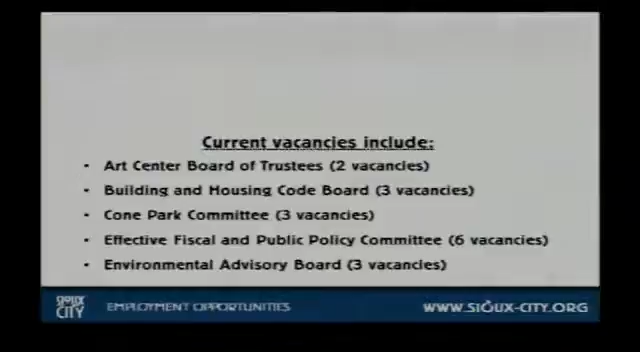 Current vacancies include:
• Art Center Board of Trustees (2 vacancies)
• Building and Housing Code Board (3 vacancies)
• Cone Park Committee (3 vacancies)
• Effective Fiscal and Public Policy Committee (6 vacancies)
• Environmental Advisory Board (3 vacancies)
SIOUX
CITY
EMPLOYMENT OPPORTUNITIES
WWW.SIOUX-CITY.ORG